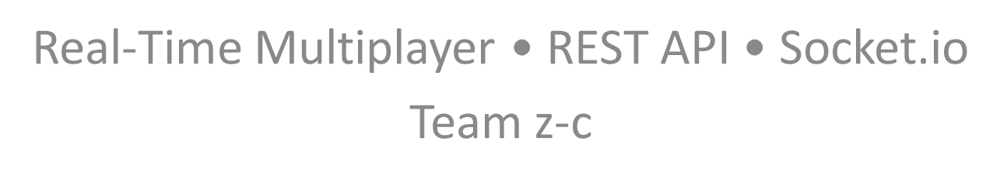 Real-Time Multiplayer • REST API • Socket.io
Team z-c